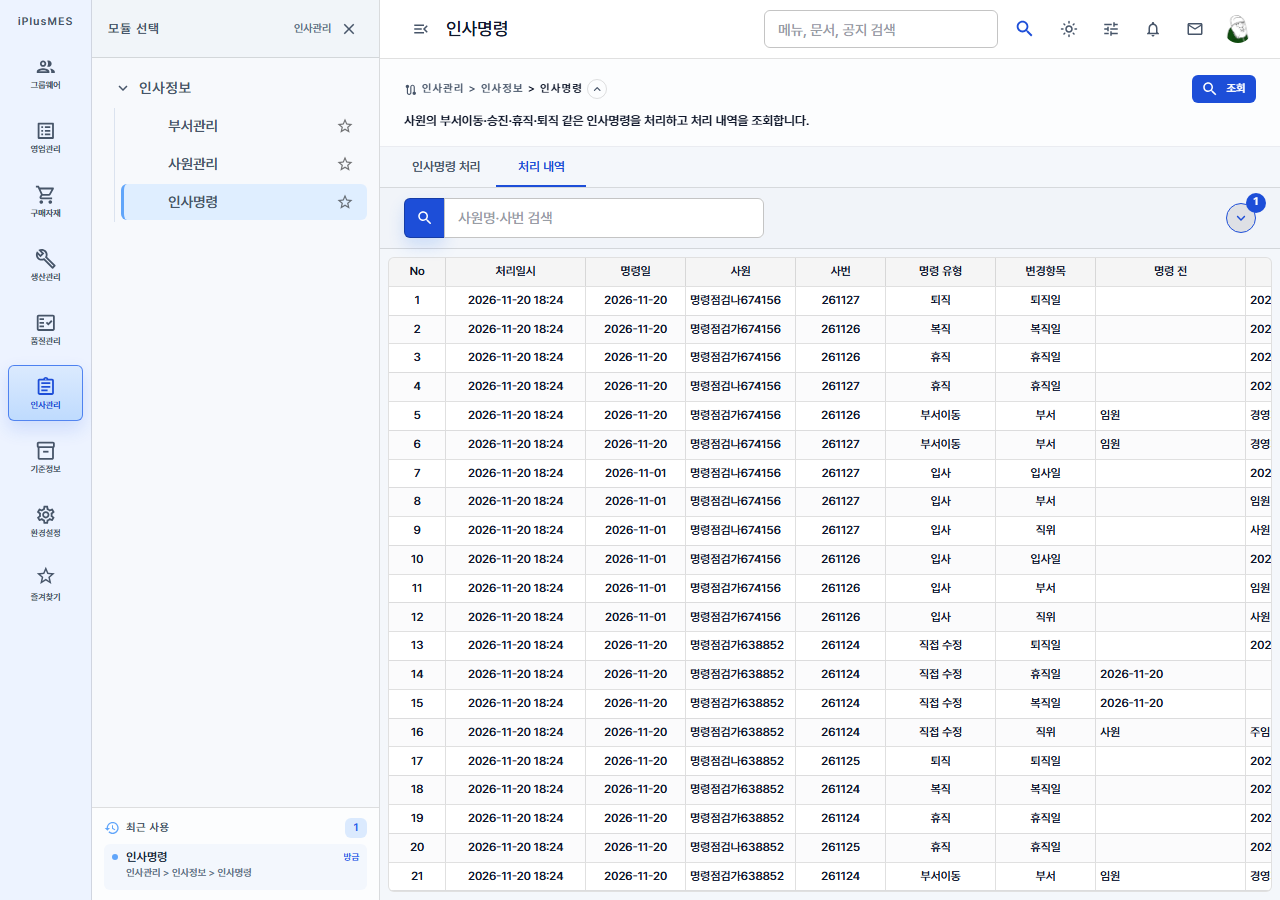 iPlusMES
그룹웨어
영업관리
구매자재
생산관리
품질관리
인사관리
기준정보
환경설정
즐겨찾기
모듈 선택 인사관리
인사정보
부서관리
사원관리
인사명령
최근 사용 1
인사명령 방금
인사관리 > 인사정보 > 인사명령
인사명령 메뉴, 문서, 공지 검색
인사관리 > 인사정보 > 인사명령 조회
사원의 부서이동·승진·휴직·퇴직 같은 인사명령을 처리하고 처리 내역을 조회합니다.
인사명령 처리 처리 내역
사원명·사번 검색 1
No 처리일시 명령일 사원 사번 명령 유형 변경항목 명령 전
1 2026-11-20 18:24 2026-11-20 명령점검나674156 261127 퇴직 퇴직일 202
2 2026-11-20 18:24 2026-11-20 명령점검가674156 261126 복직 복직일 202
3 2026-11-20 18:24 2026-11-20 명령점검가674156 261126 휴직 휴직일 202
4 2026-11-20 18:24 2026-11-20 명령점검나674156 261127 휴직 휴직일 202
5 2026-11-20 18:24 2026-11-20 명령점검가674156 261126 부서이동 부서 임원 경영
6 2026-11-20 18:24 2026-11-20 명령점검나674156 261127 부서이동 부서 임원 경영
7 2026-11-20 18:24 2026-11-01 명령점검나674156 261127 입사 입사일 202
8 2026-11-20 18:24 2026-11-01 명령점검나674156 261127 입사 부서 임원
9 2026-11-20 18:24 2026-11-01 명령점검나674156 261127 입사 직위 사원
10 2026-11-20 18:24 2026-11-01 명령점검가674156 261126 입사 입사일 202
11 2026-11-20 18:24 2026-11-01 명령점검가674156 261126 입사 부서 임원
12 2026-11-20 18:24 2026-11-01 명령점검가674156 261126 입사 직위 사원
13 2026-11-20 18:24 2026-11-20 명령점검가638852 261124 직접 수정 퇴직일 202
14 2026-11-20 18:24 2026-11-20 명령점검가638852 261124 직접 수정 휴직일 2026-11-20
15 2026-11-20 18:24 2026-11-20 명령점검가638852 261124 직접 수정 복직일 2026-11-20
16 2026-11-20 18:24 2026-11-20 명령점검가638852 261124 직접 수정 직위 사원 주임
17 2026-11-20 18:24 2026-11-20 명령점검나638852 261125 퇴직 퇴직일 202
18 2026-11-20 18:24 2026-11-20 명령점검가638852 261124 복직 복직일 202
19 2026-11-20 18:24 2026-11-20 명령점검가638852 261124 휴직 휴직일 202
20 2026-11-20 18:24 2026-11-20 명령점검나638852 261125 휴직 휴직일 202
21 2026-11-20 18:24 2026-11-20 명령점검가638852 261124 부서이동 부서 임원 경영